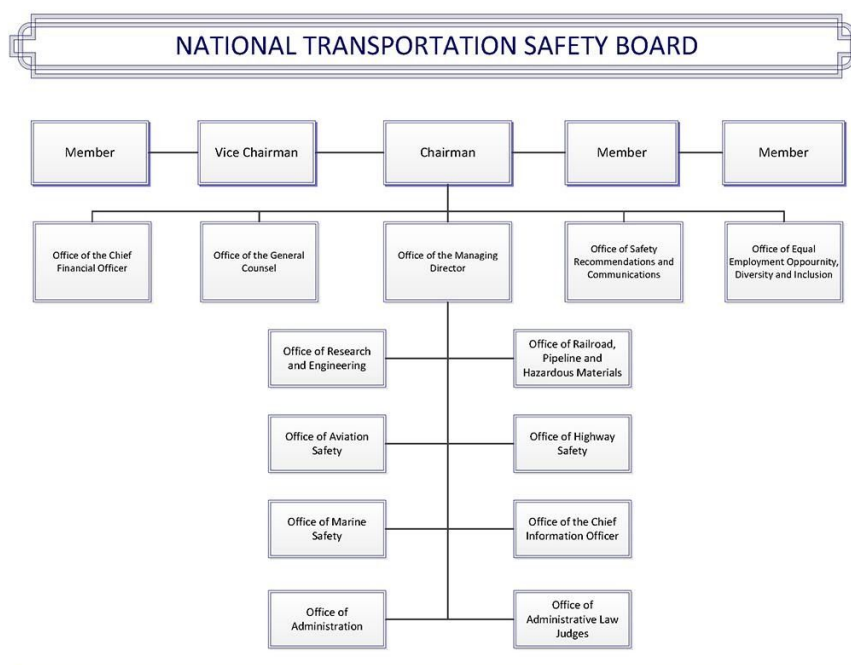 NATIONAL TRANSPORTATION SAFETY BOARD
Member
Vice Chairman
Chairman
Member
Member
Office of the Chief
Financial Officer
Office of the General
Counsel
Office of the Managing
Director
Office of Safety
Recommendations and
Communications
Office of Equal
Employment Oppournity,
Diversity and Inclusion
Office of Research
and Engineering
Office of Railroad,
Pipeline and
Hazardous Materials
Office of Aviation
Safety
Office of Highway
Safety
Office of Marine
Safety
Office of the Chief
Information Officer
Office of
Administration
Office of
Administrative Law
Judges